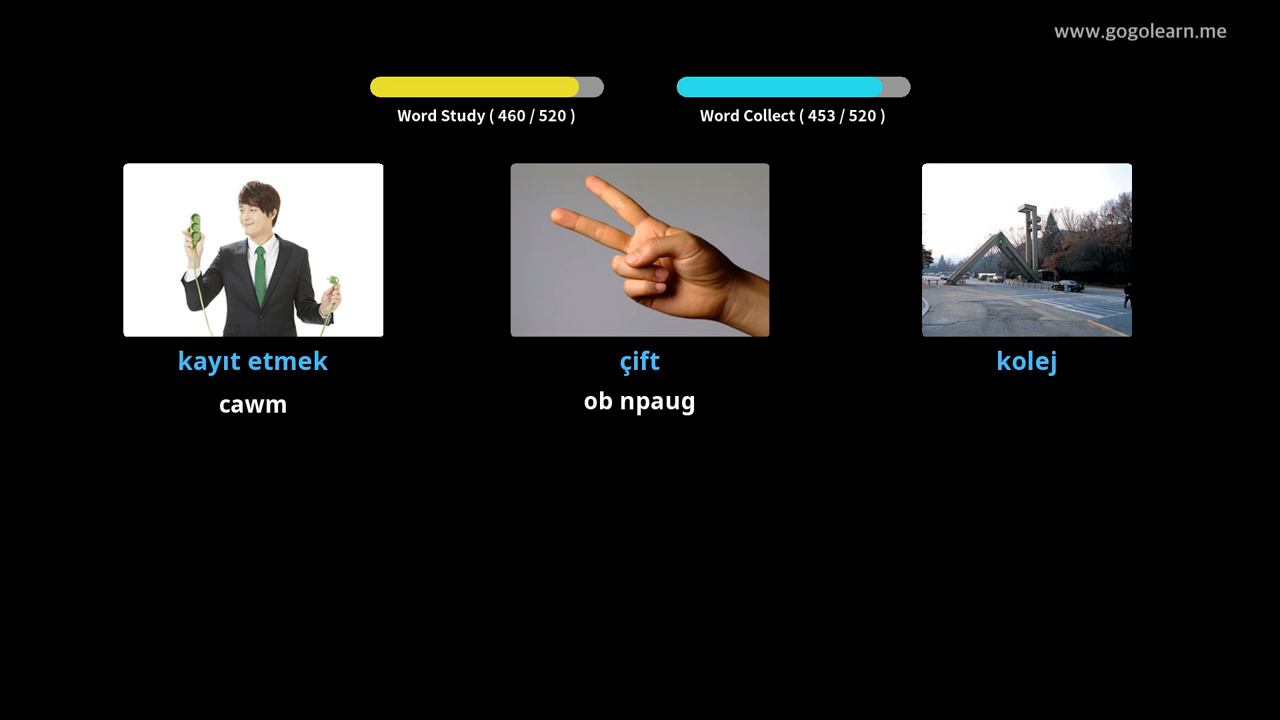 www.gogolearn.me
Word Study ( 460 / 520 )
Word Collect ( 453 / 520 )
kayıt etmek
çift
kolej
cawm
ob npaug